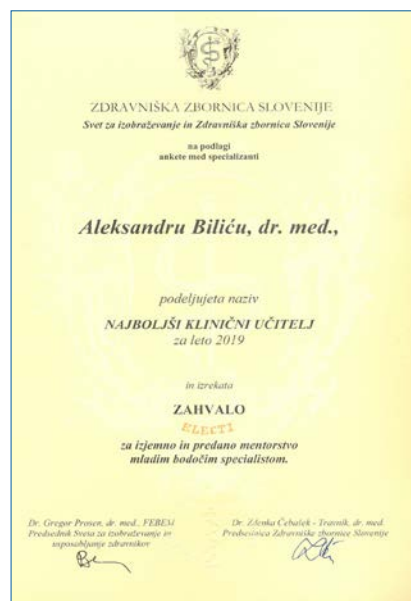 ZDRAVNIŠKA ZBORNICA SLOVENIJE
Svet za izobraževanje in Zdravniška zbornica Slovenije
na podlagi
ankete med specializanti
Aleksandru Biliću, dr. med.,
podeljujeta naziv
NAJBOLJŠI KLINIČNI UČITELJ
za leto 2019
in izrekata
ZAHVALO
ELECTI
za izjemno in predano mentorstvo
mladim bodočim specialistom.
Dr. Gregor Prosen, dr. med., FEBEM
Predsednik Sveta za izobraževanje in
usposabljanje zdravnikov
Dr. Zdenka Čebašek - Travnik, dr. med.
Predsednica Zdravniške zbornice Slovenije